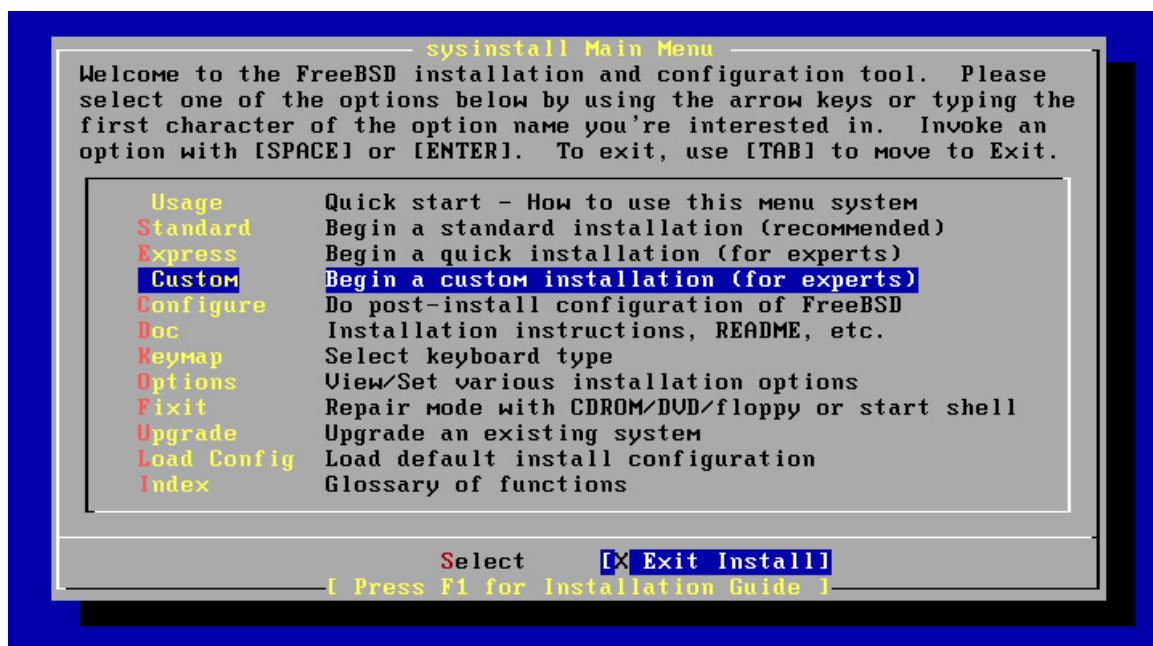 sysinstall Main Menu
Welcome to the FreeBSD installation and configuration tool.  Please
select one of the options below by using the arrow keys or typing the
first character of the option name you're interested in.  Invoke an
option with [SPACE] or [ENTER].  To exit, use [TAB] to move to Exit.
Usage Quick start - How to use this menu system
Standard Begin a standard installation (recommended)
Express Begin a quick installation (for experts)
Custom Begin a custom installation (for experts)
Configure Do post-install configuration of FreeBSD
Doc Installation instructions, README, etc.
Keymap Select keyboard type
Options View/Set various installation options
Fixit Repair mode with CDROM/DVD/floppy or start shell
Upgrade Upgrade an existing system
Load Config Load default install configuration
Index Glossary of functions
Select [X Exit Install]
[ Press F1 for Installation Guide ]